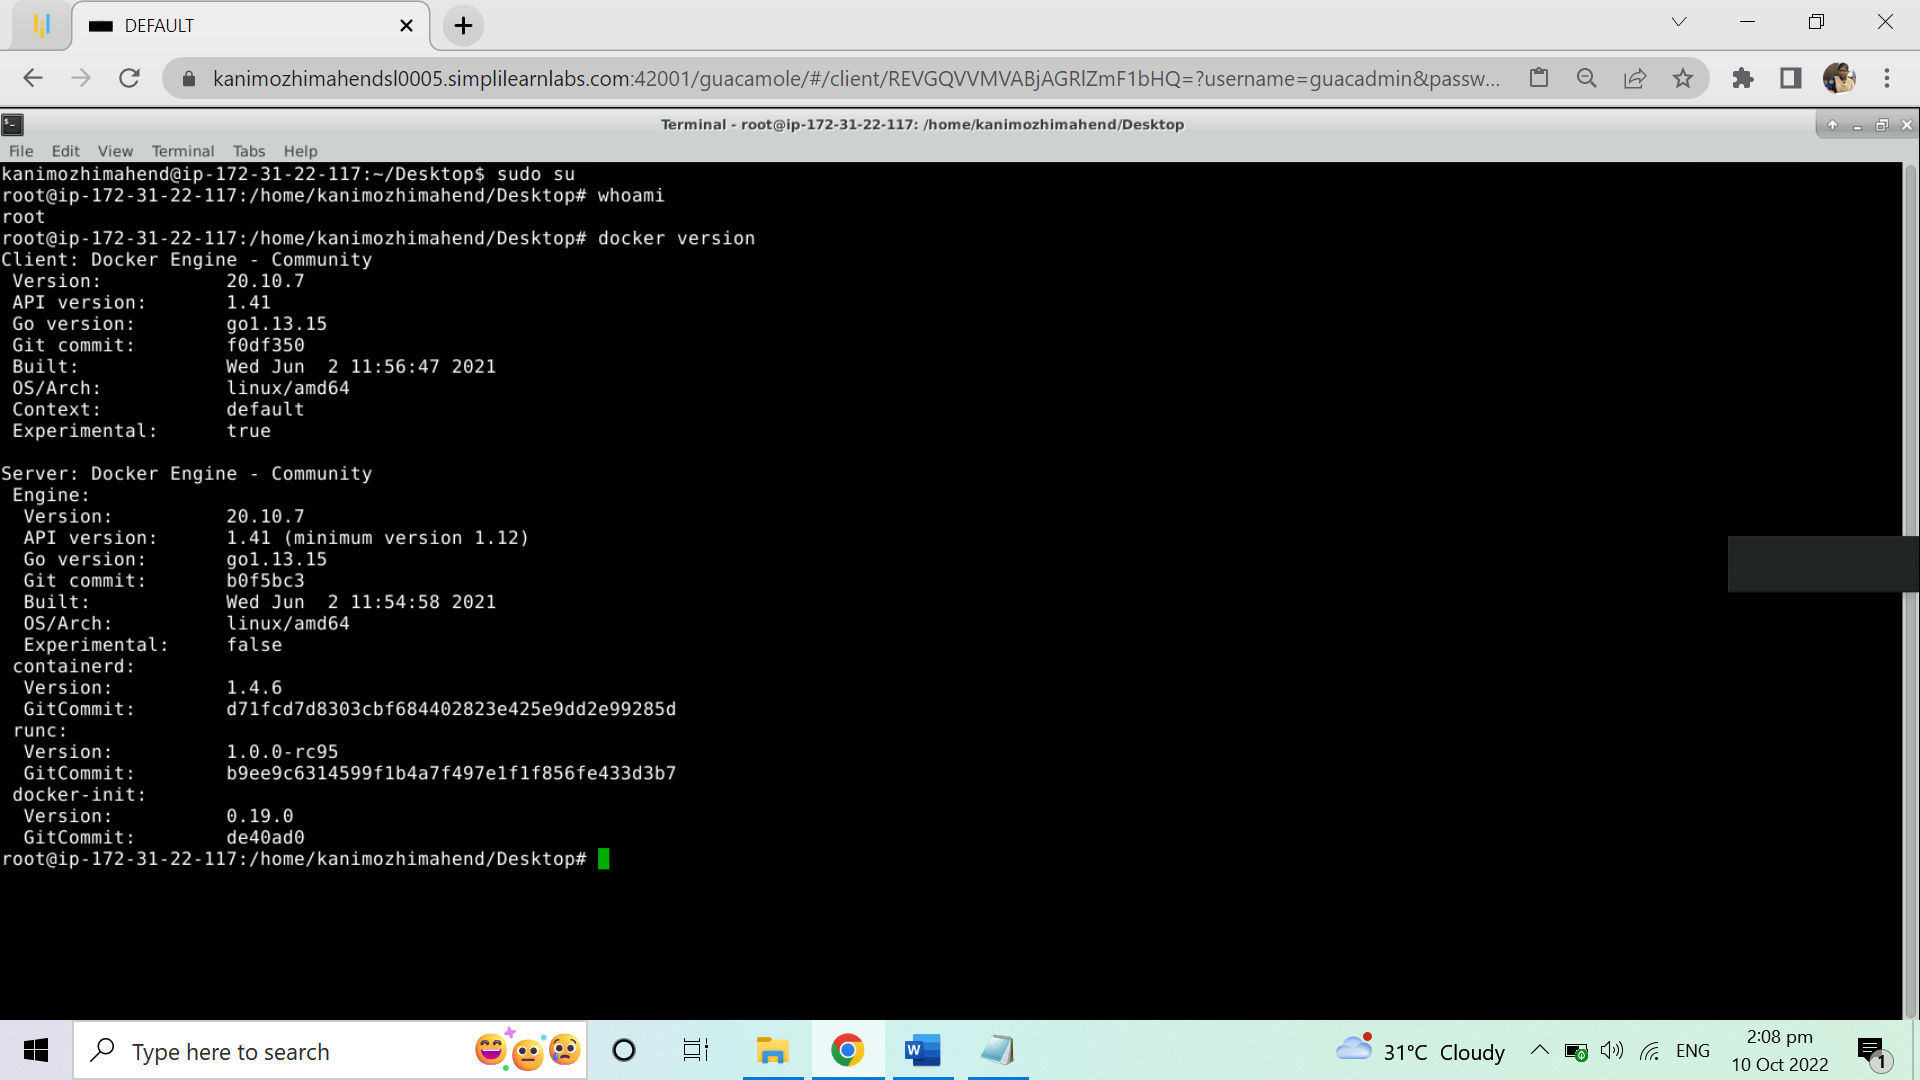 DEFAULT
kanimozhimahendsl0005.simplilearnlabs.com:42001/guacamole/#/client/REVGQVVMVABjAGRlZmF1bHQ=?username=guacadmin&passw...
Terminal - root@ip-172-31-22-117: /home/kanimozhimahend/Desktop
File Edit View Terminal Tabs Help
kanimozhimahend@ip-172-31-22-117:~/Desktop$ sudo su
root@ip-172-31-22-117:/home/kanimozhimahend/Desktop# whoami
root
root@ip-172-31-22-117:/home/kanimozhimahend/Desktop# docker version
Client: Docker Engine - Community
 Version:           20.10.7
 API version:       1.41
 Go version:        go1.13.15
 Git commit:        f0df350
 Built:             Wed Jun  2 11:56:47 2021
 OS/Arch:           linux/amd64
 Context:           default
 Experimental:      true
Server: Docker Engine - Community
 Engine:
  Version:          20.10.7
  API version:      1.41 (minimum version 1.12)
  Go version:       go1.13.15
  Git commit:       b0f5bc3
  Built:            Wed Jun  2 11:54:58 2021
  OS/Arch:          linux/amd64
  Experimental:     false
 containerd:
  Version:          1.4.6
  GitCommit:        d71fcd7d8303cbf684402823e425e9dd2e99285d
 runc:
  Version:          1.0.0-rc95
  GitCommit:        b9ee9c6314599f1b4a7f497e1f1f856fe433d3b7
 docker-init:
  Version:          0.19.0
  GitCommit:        de40ad0
root@ip-172-31-22-117:/home/kanimozhimahend/Desktop#
Type here to search
31°C Cloudy
ENG
2:08 pm
10 Oct 2022
1